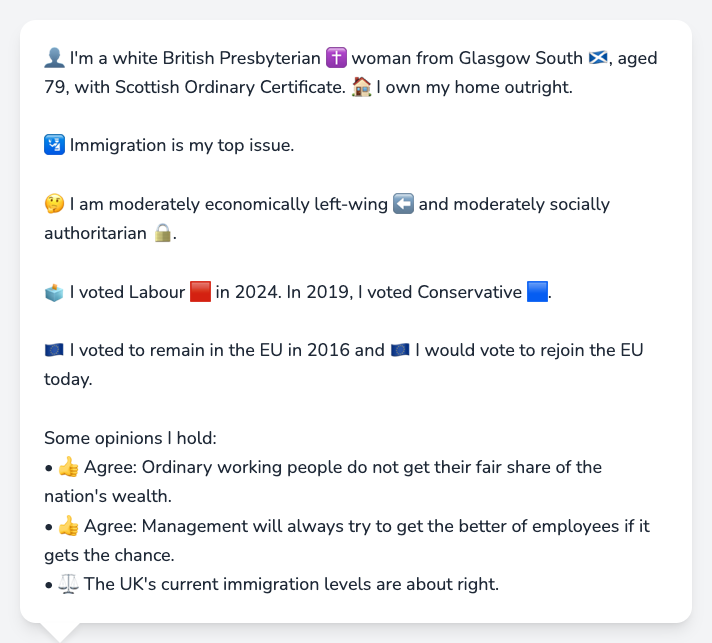 👤 I'm a white British Presbyterian ✝️ woman from Glasgow South 🏴󠁧󠁢󠁳󠁣󠁴󠁿, aged
79, with Scottish Ordinary Certificate. 🏠 I own my home outright.
🛂 Immigration is my top issue.
🤔 I am moderately economically left-wing ⬅️ and moderately socially
authoritarian 🔒.
🗳️ I voted Labour 🟥 in 2024. In 2019, I voted Conservative 🟦.
🇪🇺 I voted to remain in the EU in 2016 and 🇪🇺 I would vote to rejoin the EU
today.
Some opinions I hold:
• 👍 Agree: Ordinary working people do not get their fair share of the
nation's wealth.
• 👍 Agree: Management will always try to get the better of employees if it
gets the chance.
• ⚖️ The UK's current immigration levels are about right.